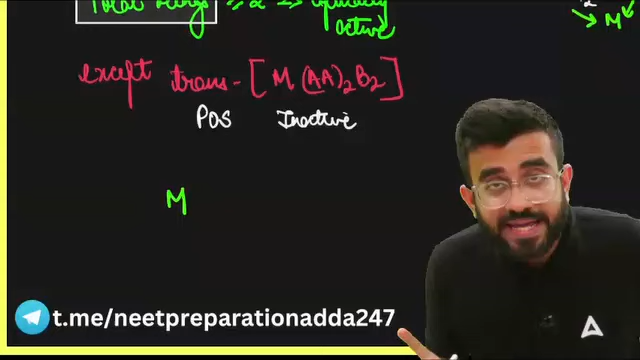 Total rings ≥ 2 → optically active
→ M
except trans-[M(AA)₂B₂]
POS Inactive
M
t.me/neetpreparationadda247